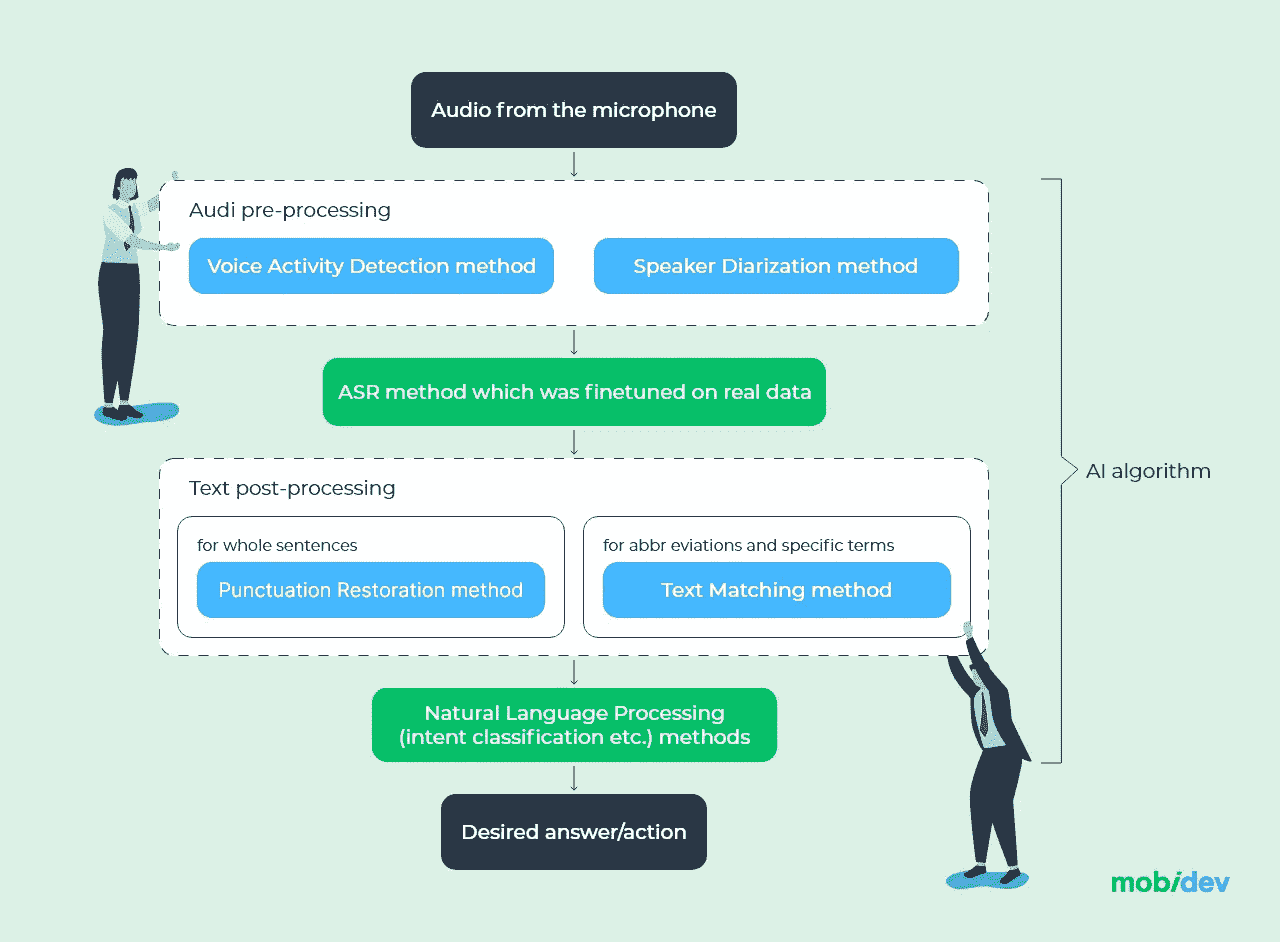 Audio from the microphone
Audi pre-processing
Voice Activity Detection method
Speaker Diarization method
ASR method which was finetuned on real data
Text post-processing
for whole sentences
Punctuation Restoration method
for abbr eviations and specific terms
Text Matching method
Natural Language Processing
(intent classification etc.) methods
Desired answer/action
AI algorithm
mobidev